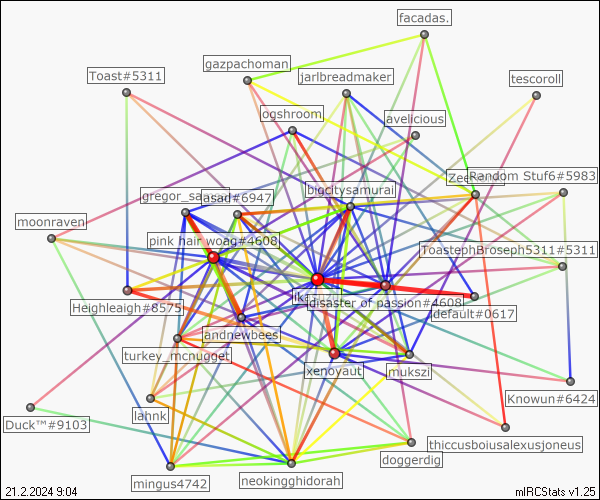 facadas.
gazpachoman
Toast#5311
jarlbreadmaker
tescoroll
ogshroom
avelicious
Random Stuf6#5983
gregor_sa
asad#6947
bigcitysamurai
moonraven
pink hair woag#4608
ToastephBroseph5311#5311
disaster of passion#4608
Heighleaigh#8575
default#0617
andnewbees
turkey_mcnugget
xenoyaut
mukszi
Knowun#6424
lahnk
Duck™#9103
thiccusboiusalexusjoneus
doggerdig
mingus4742
neokingghidorah
21.2.2024 9:04
mIRCStats v1.25